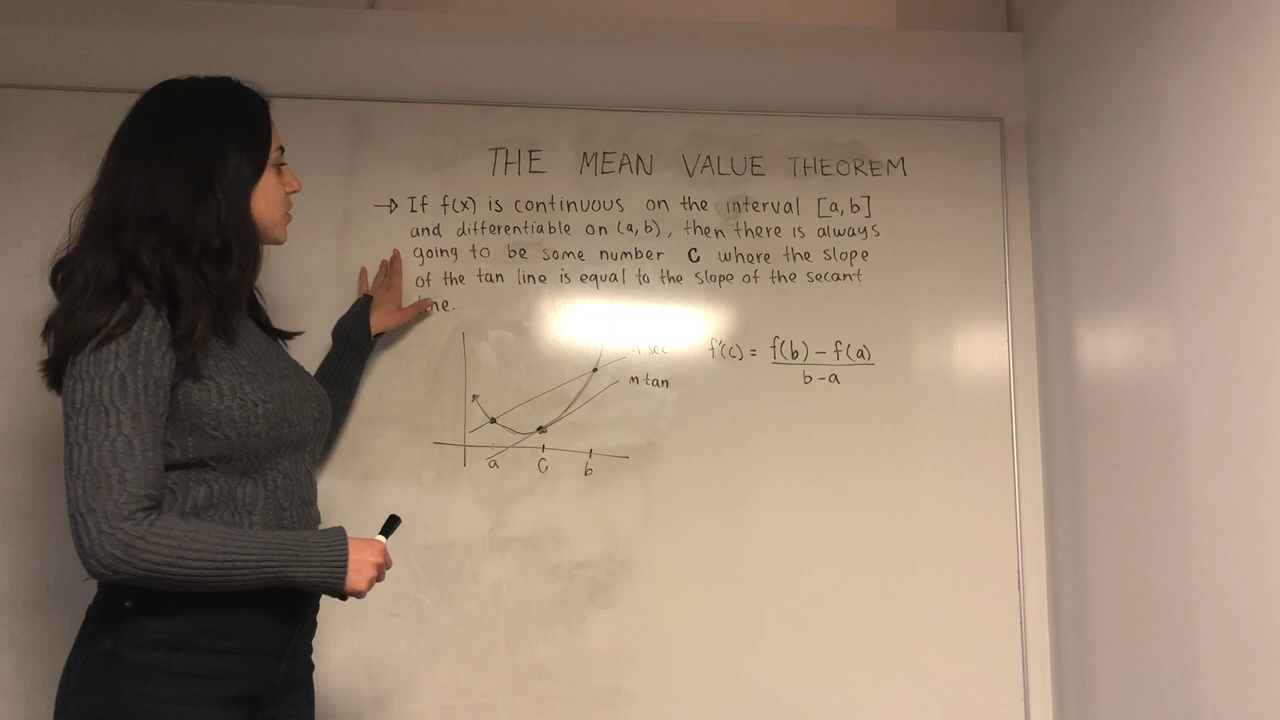 THE MEAN VALUE THEOREM
→ If f(x) is continuous on the interval [a,b]
and differentiable on (a,b), then there is always
going to be some number C where the slope
of the tan line is equal to the slope of the secant
line.
sec
m tan
f'(c) = f(b) - f(a)
b - a
a C b